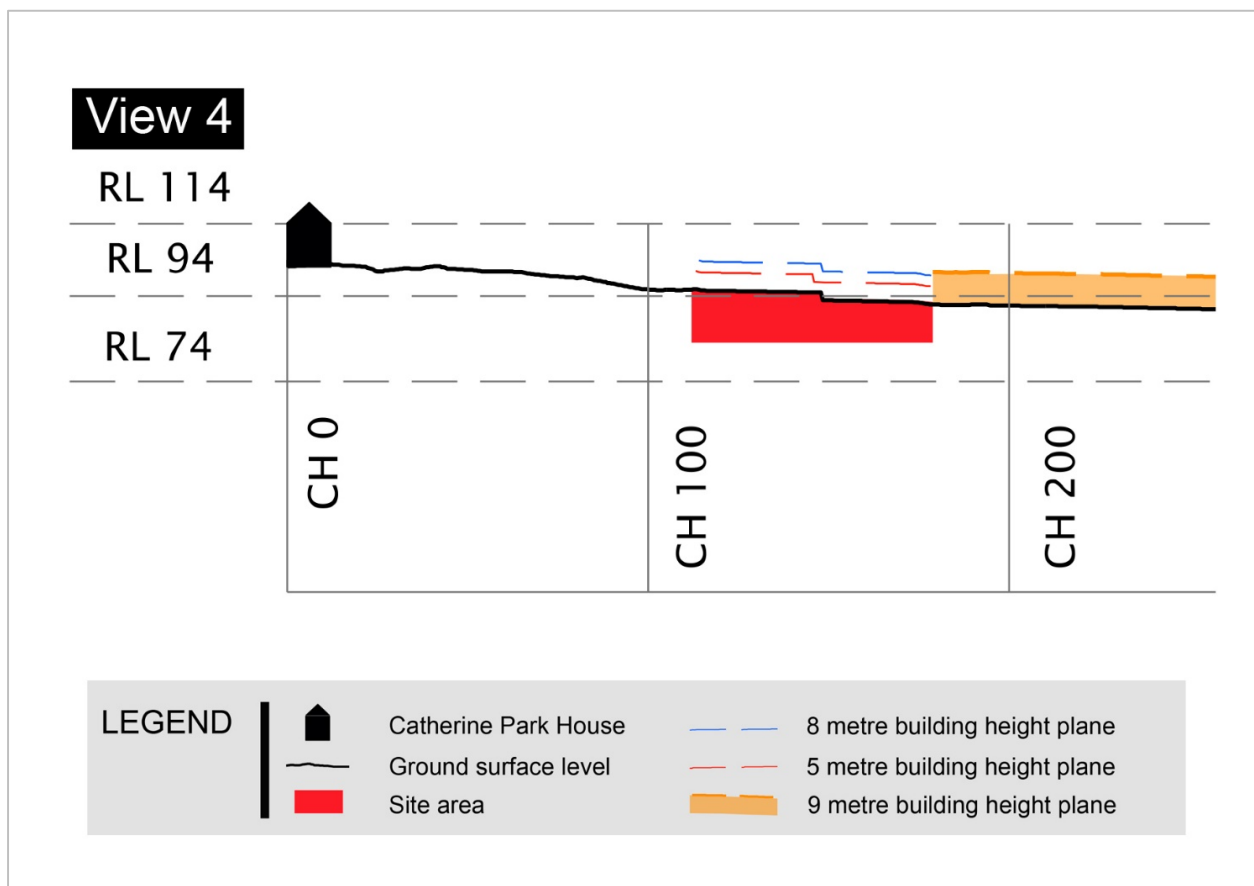 View 4
RL 114
RL 94
RL 74
CH 0
CH 100
CH 200
LEGEND
Catherine Park House
Ground surface level
Site area
8 metre building height plane
5 metre building height plane
9 metre building height plane